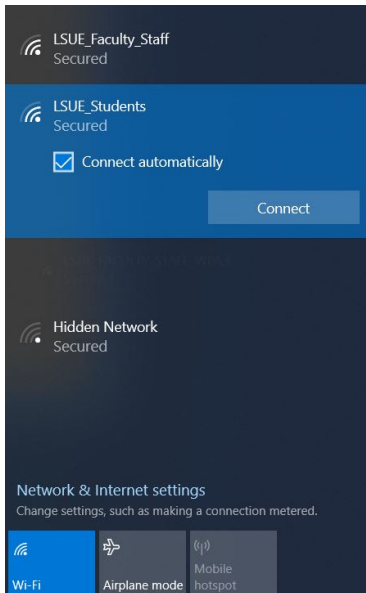 LSUE_Faculty_Staff
Secured
LSUE_Students
Secured
Connect automatically
Connect
Hidden Network
Secured
Network & Internet settings
Change settings, such as making a connection metered.
Wi-Fi
Airplane mode
Mobile
hotspot